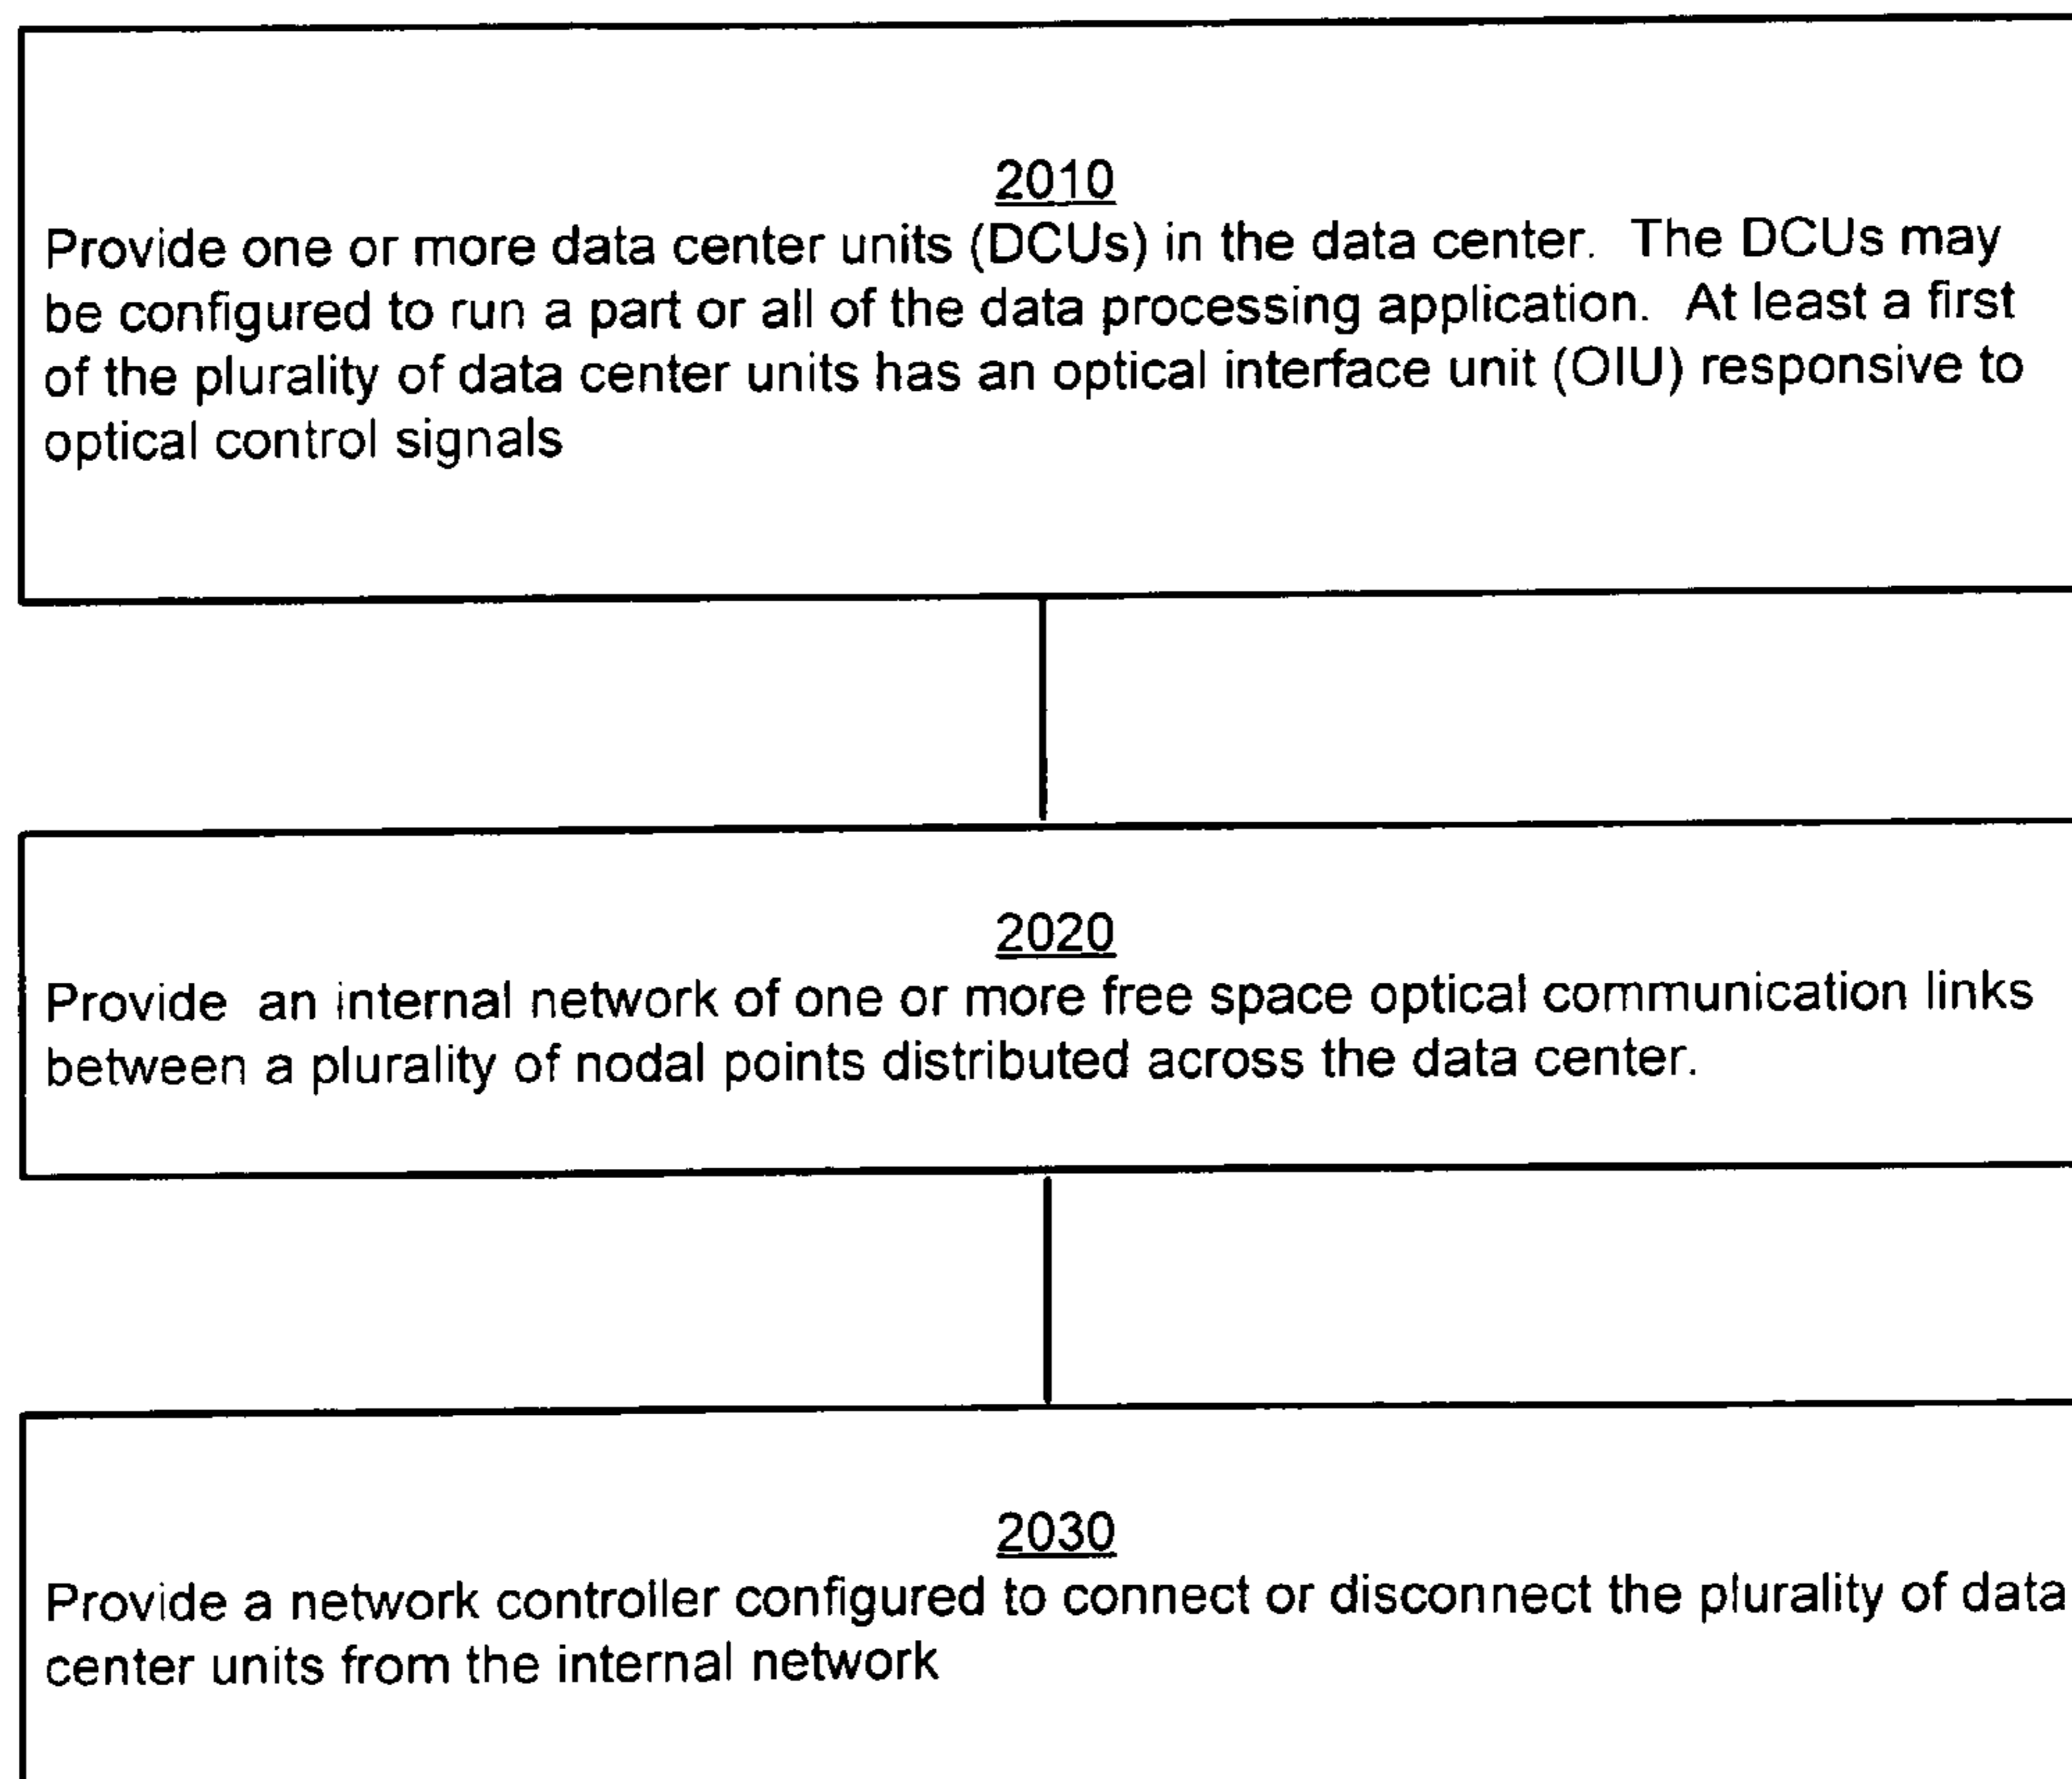 2010
Provide one or more data center units (DCUs) in the data center. The DCUs may
be configured to run a part or all of the data processing application. At least a first
of the plurality of data center units has an optical interface unit (OIU) responsive to
optical control signals
2020
Provide an internal network of one or more free space optical communication links
between a plurality of nodal points distributed across the data center.
2030
Provide a network controller configured to connect or disconnect the plurality of data
center units from the internal network